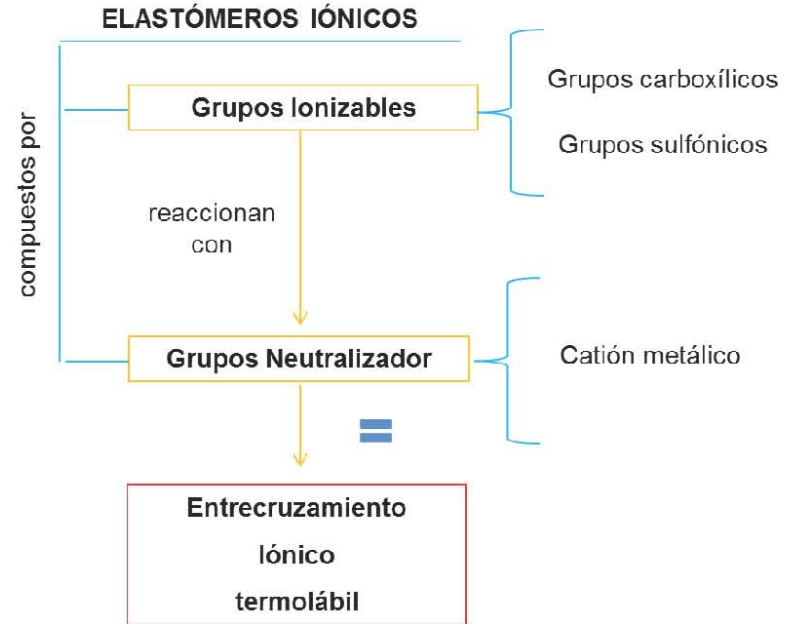 ELASTÓMEROS IÓNICOS
compuestos por
Grupos Ionizables
Grupos carboxílicos
Grupos sulfónicos
reaccionan
con
Grupos Neutralizador
Catión metálico
=
Entrecruzamiento
Iónico
termolábil